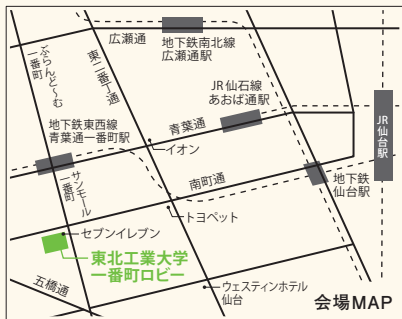 広瀬通
地下鉄南北線
広瀬通駅
ぶらんど〜む
一番町
東二番丁通
JR仙石線
あおば通駅
JR仙台駅
地下鉄東西線
青葉通一番町駅
青葉通
イオン
サンモール
一番町
南町通
地下鉄
仙台駅
トヨペット
セブンイレブン
東北工業大学
一番町ロビー
五橋通
ウェスティンホテル
仙台
会場MAP